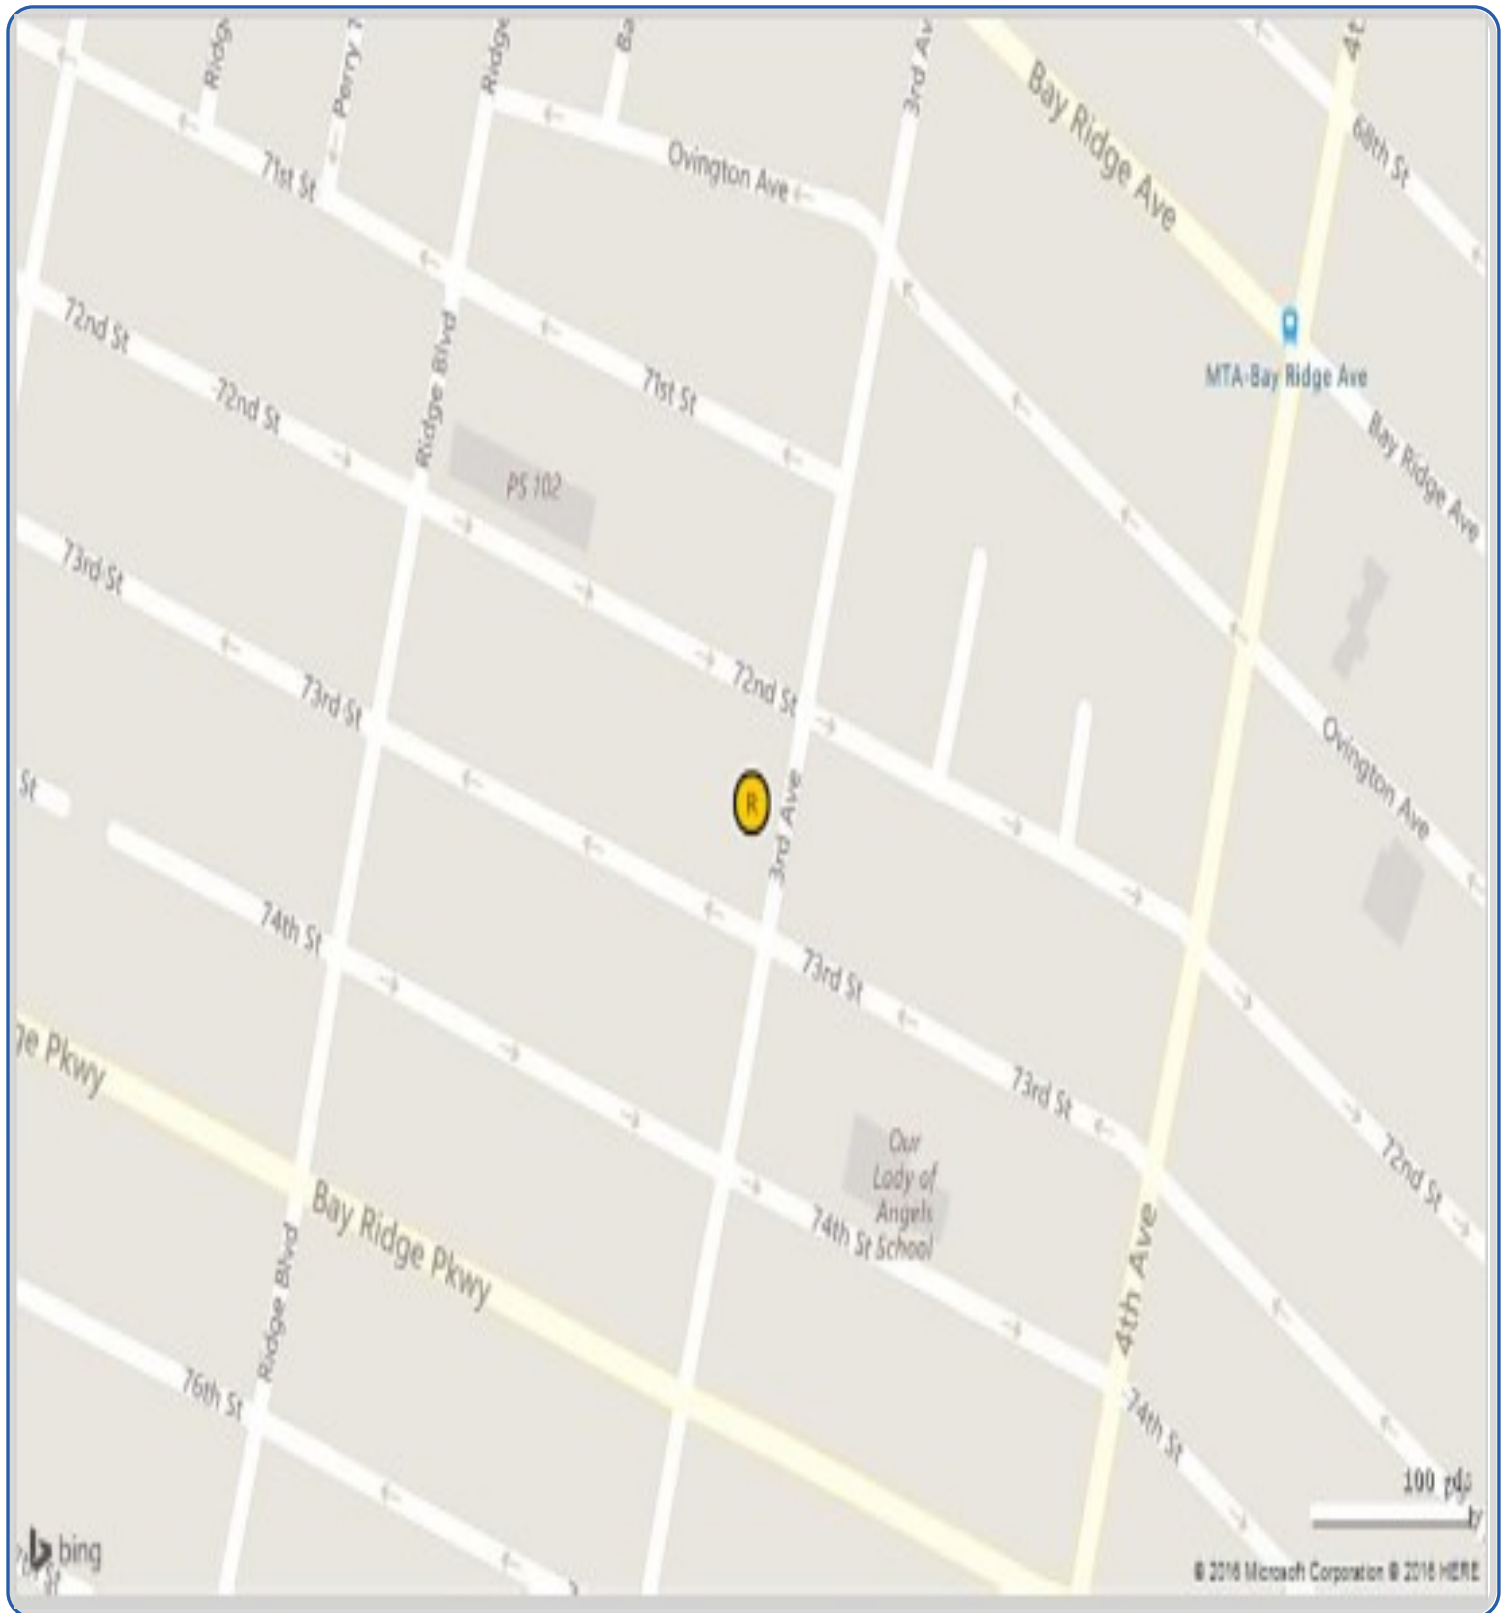 Ridge
Perry T
Ridge
Ba
3rd Av
Bay Ridge Ave
4t
68th St
71st St
Ovington Ave
72nd St
72nd St
Ridge Blvd
71st St
MTA-Bay Ridge Ave
Bay Ridge Ave
PS 102
73rd St
73rd St
72nd St
Ovington Ave
St
R
3rd Ave
74th St
73rd St
ge Pkwy
73rd St
Our
Lady of
Angels
School
74th St
72nd St
Bay Ridge Pkwy
Ridge Blvd
4th Ave
76th St
74th St
100 yds
bing
© 2016 Microsoft Corporation © 2016 HERE